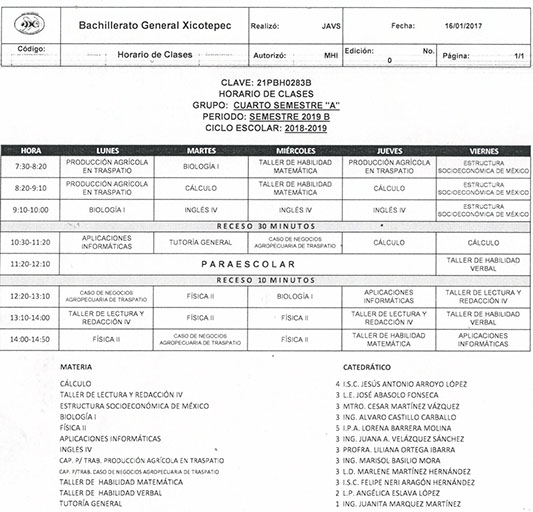 Bachillerato General Xicotepec Realizó: JAVS Fecha: 16/01/2017
Código: Horario de Clases Autorizó: MHI Edición: 0 No. Página: 1/1
CLAVE: 21PBH0283B
HORARIO DE CLASES
GRUPO: CUARTO SEMESTRE "A"
PERIODO: SEMESTRE 2019 B
CICLO ESCOLAR: 2018-2019
HORA LUNES MARTES MIÉRCOLES JUEVES VIERNES
7:30-8:20 PRODUCCIÓN AGRÍCOLA EN TRASPATIO BIOLOGÍA I TALLER DE HABILIDAD MATEMÁTICA PRODUCCIÓN AGRÍCOLA EN TRASPATIO ESTRUCTURA SOCIOECONÓMICA DE MÉXICO
8:20-9:10 PRODUCCIÓN AGRÍCOLA EN TRASPATIO CÁLCULO TALLER DE HABILIDAD MATEMÁTICA CÁLCULO ESTRUCTURA SOCIOECONÓMICA DE MÉXICO
9:10-10:00 BIOLOGÍA I INGLÉS IV INGLÉS IV INGLÉS IV ESTRUCTURA SOCIOECONÓMICA DE MÉXICO
RECESO 30 MINUTOS
10:30-11:20 APLICACIONES INFORMÁTICAS TUTORÍA GENERAL CASO DE NEGOCIOS AGROPECUARIA DE TRASPATIO CÁLCULO CÁLCULO
11:20-12:10 PARAESCOLAR TALLER DE HABILIDAD VERBAL
RECESO 10 MINUTOS
12:20-13:10 CASO DE NEGOCIOS AGROPECUARIA DE TRASPATIO FÍSICA II BIOLOGÍA I APLICACIONES INFORMÁTICAS TALLER DE LECTURA Y REDACCIÓN IV
13:10-14:00 TALLER DE LECTURA Y REDACCIÓN IV FÍSICA II FÍSICA II TALLER DE LECTURA Y REDACCIÓN IV TALLER DE HABILIDAD VERBAL
14:00-14:50 FÍSICA II CASO DE NEGOCIOS AGROPECUARIA DE TRASPATIO FÍSICA II TALLER DE HABILIDAD MATEMÁTICA APLICACIONES INFORMÁTICAS
MATERIA CATEDRÁTICO
CÁLCULO 4 I.S.C. JESÚS ANTONIO ARROYO LÓPEZ
TALLER DE LECTURA Y REDACCIÓN IV 3 L.E. JOSÉ ABASOLO FONSECA
ESTRUCTURA SOCIOECONÓMICA DE MÉXICO 3 MTRO. CESAR MARTÍNEZ VÁZQUEZ
BIOLOGÍA I 3 ING. ALVARO CASTILLO CARBALLO
FÍSICA II 5 I.P.A. LORENA BARRERA MOLINA
APLICACIONES INFORMÁTICAS 3 ING. JUANA A. VELÁZQUEZ SÁNCHEZ
INGLES IV 3 PROFRA. LILIANA ORTEGA IBARRA
CAP. P/ TRAB. PRODUCCIÓN AGRÍCOLA EN TRASPATIO 3 ING. MARISOL BASILIO MORA
CAP. P/TRAB. CASO DE NEGOCIOS AGROPECUARIA DE TRASPATIO 3 L.D. MARLENE MARTÍNEZ HERNÁNDEZ
TALLER DE HABILIDAD MATEMÁTICA 3 I.S.C. FELIPE NERI ARAGÓN HERNÁNDEZ
TALLER DE HABILIDAD VERBAL 2 L.P. ANGÉLICA ESLAVA LÓPEZ
TUTORÍA GENERAL 1 ING. JUANITA MARQUEZ MARTÍNEZ